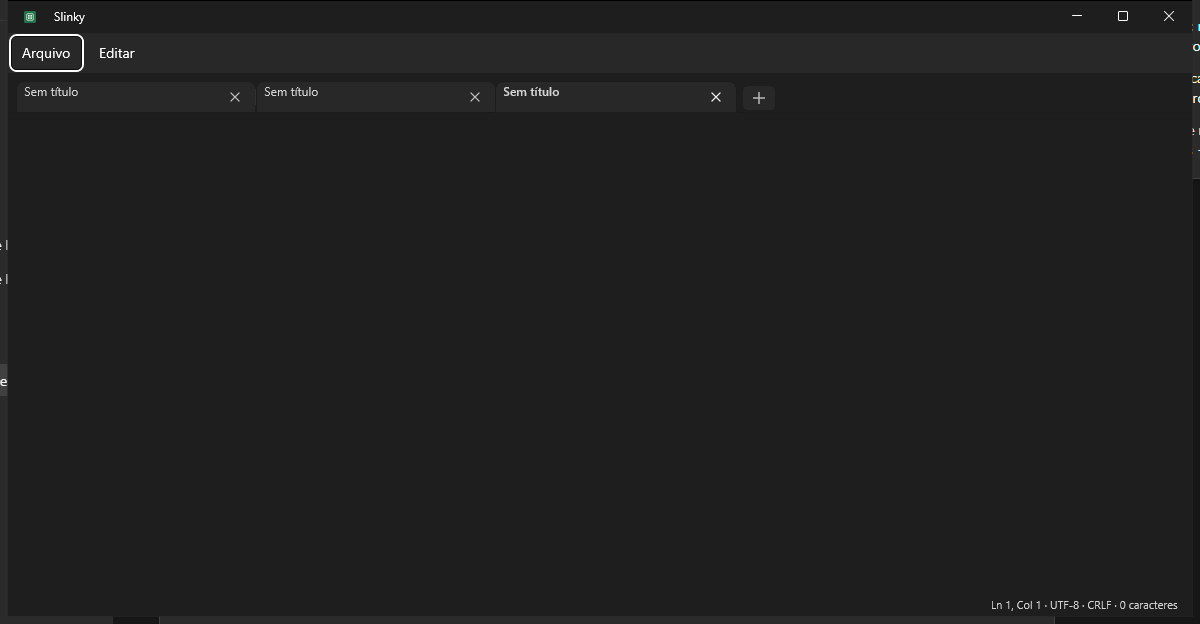 Slinky
Arquivo Editar
Sem título Sem título Sem título
Ln 1, Col 1 · UTF-8 · CRLF · 0 caracteres